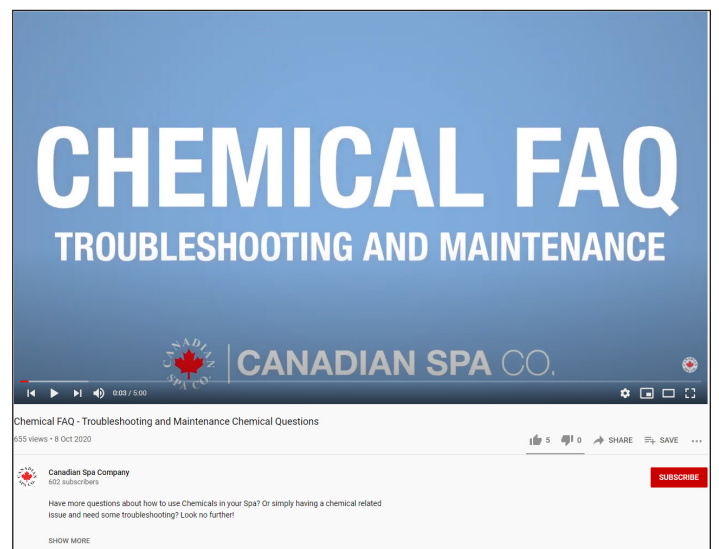 CHEMICAL FAQ
TROUBLESHOOTING AND MAINTENANCE
CANADIAN SPA CO.
CANADIAN SPA CO.
0:03 / 5:00
Chemical FAQ - Troubleshooting and Maintenance Chemical Questions
655 views • 8 Oct 2020
5
0
SHARE
SAVE
Canadian Spa Company
602 subscribers
SUBSCRIBE
Have more questions about how to use Chemicals in your Spa? Or simply having a chemical related
issue and need some troubleshooting? Look no further!
SHOW MORE